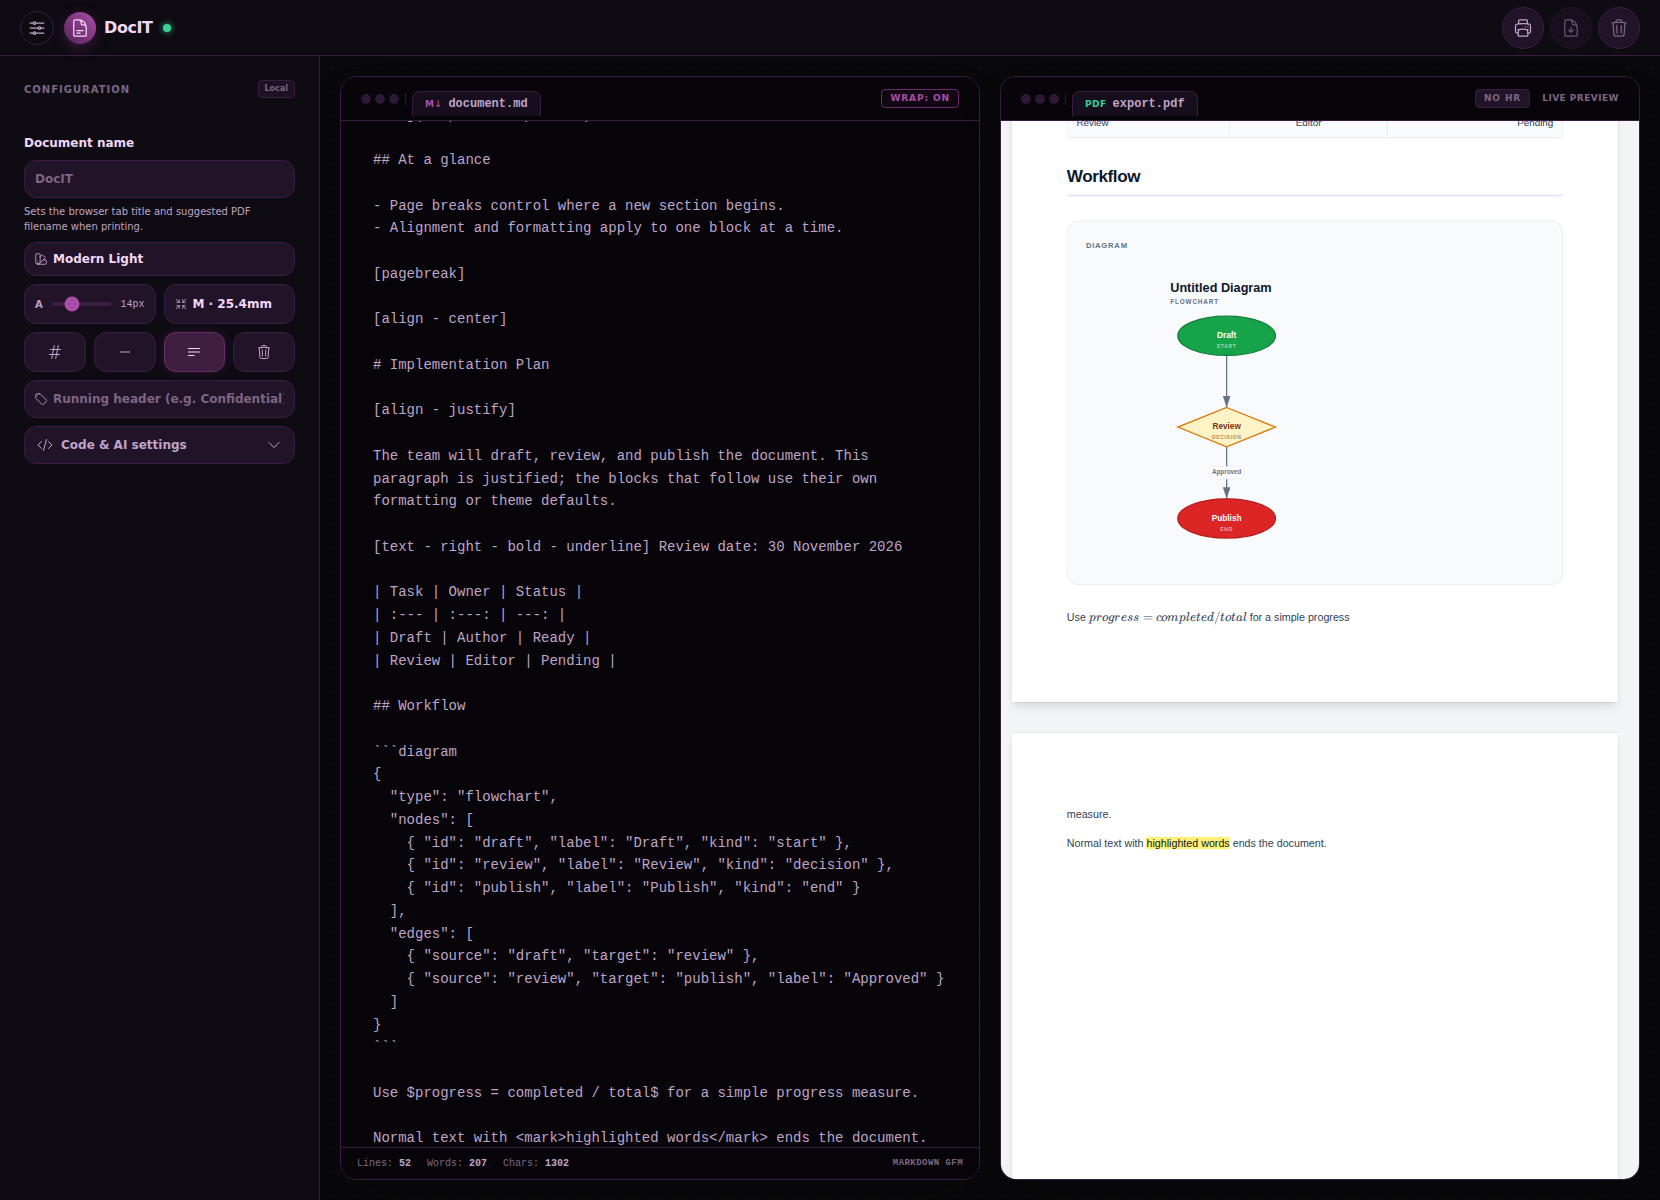 DocIT
CONFIGURATION
Local
Document name
DocIT
Sets the browser tab title and suggested PDF
filename when printing.
Modern Light
A
14px
M · 25.4mm
Running header (e.g. Confidential
Code & AI settings
M↓ document.md
WRAP: ON
## At a glance
- Page breaks control where a new section begins.
- Alignment and formatting apply to one block at a time.
[pagebreak]
[align - center]
# Implementation Plan
[align - justify]
The team will draft, review, and publish the document. This
paragraph is justified; the blocks that follow use their own
formatting or theme defaults.
[text - right - bold - underline] Review date: 30 November 2026
| Task | Owner | Status |
| :--- | :---: | ---: |
| Draft | Author | Ready |
| Review | Editor | Pending |
## Workflow
```diagram
{
  "type": "flowchart",
  "nodes": [
    { "id": "draft", "label": "Draft", "kind": "start" },
    { "id": "review", "label": "Review", "kind": "decision" },
    { "id": "publish", "label": "Publish", "kind": "end" }
  ],
  "edges": [
    { "source": "draft", "target": "review" },
    { "source": "review", "target": "publish", "label": "Approved" }
  ]
}
```
Use $progress = completed / total$ for a simple progress measure.
Normal text with <mark>highlighted words</mark> ends the document.
Lines: 52 Words: 207 Chars: 1302
MARKDOWN GFM
PDF export.pdf
NO HR
LIVE PREVIEW
Review Editor Pending
Workflow
DIAGRAM
Untitled Diagram
FLOWCHART
Draft
START
Review
DECISION
Approved
Publish
END
Use progress = completed/total for a simple progress
measure.
Normal text with highlighted words ends the document.